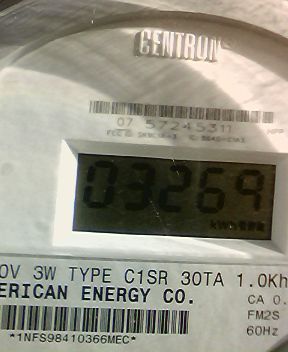 CENTRON
07 57245311
03269
0V 3W TYPE C1SR 30TA 1.0Kh
ERICAN ENERGY CO.
CA 0.
FM2S
60Hz
*1NFS98410366MEC*